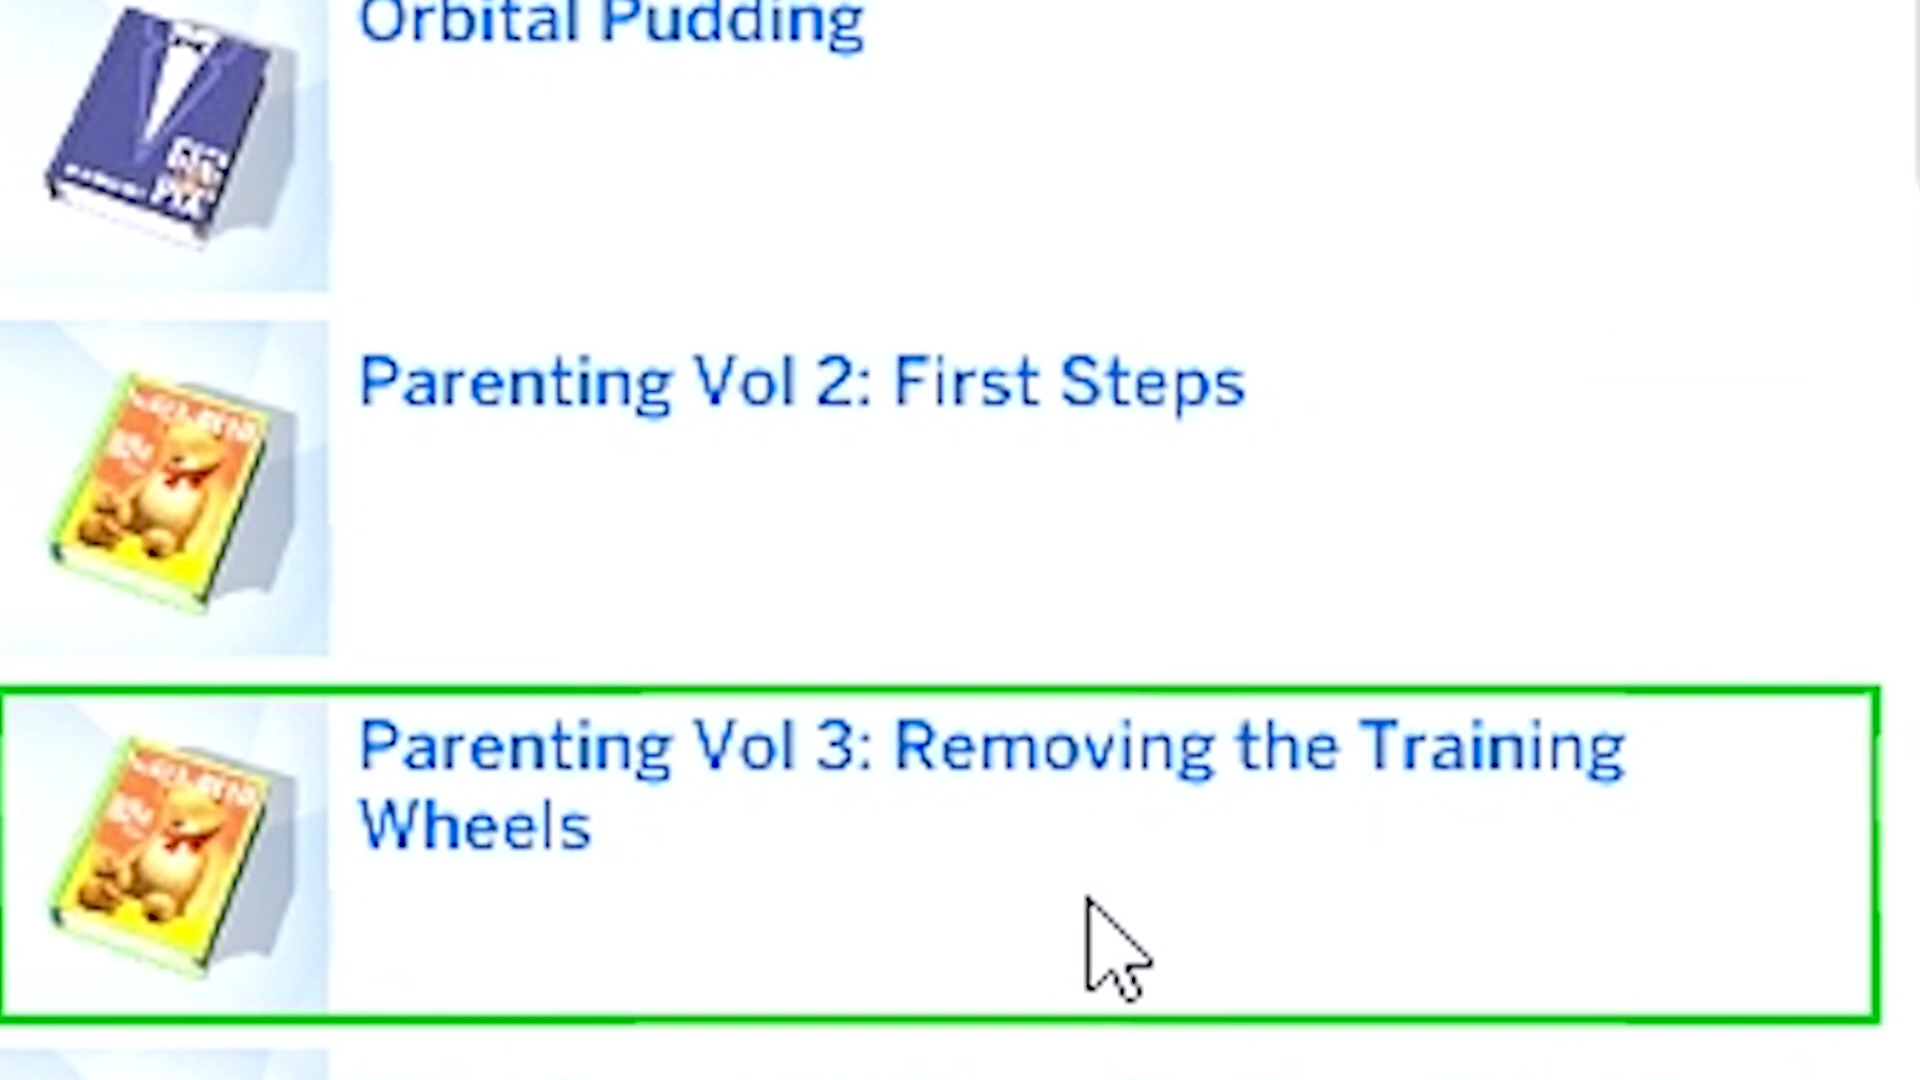 Orbital Pudding
Parenting Vol 2: First Steps
Parenting Vol 3: Removing the Training
Wheels